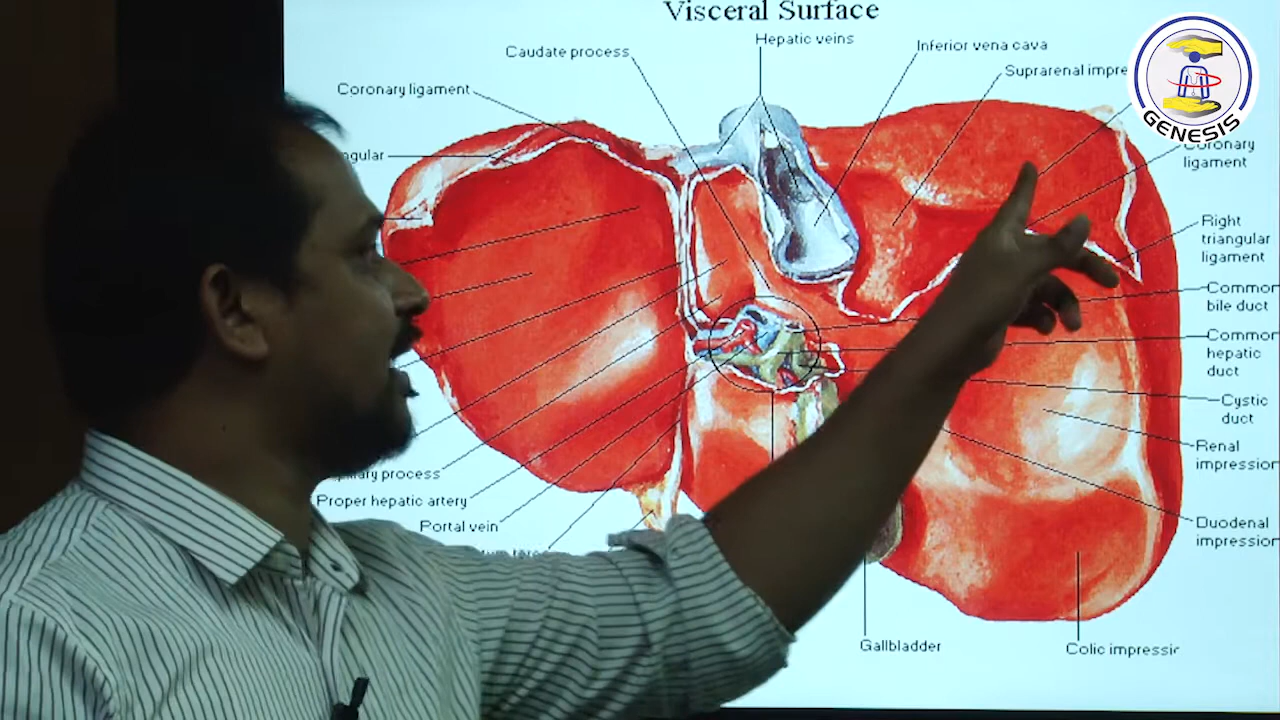 Visceral Surface
Hepatic veins
Caudate process
Inferior vena cava
Suprarenal impre
Coronary ligament
GENESIS
Coronary
ligament
angular
Right
triangular
ligament
Common
bile duct
Common
hepatic
duct
Cystic
duct
Renal
impression
process
Proper hepatic artery
Portal vein
Duodenal
impression
Gallbladder
Colic impressi